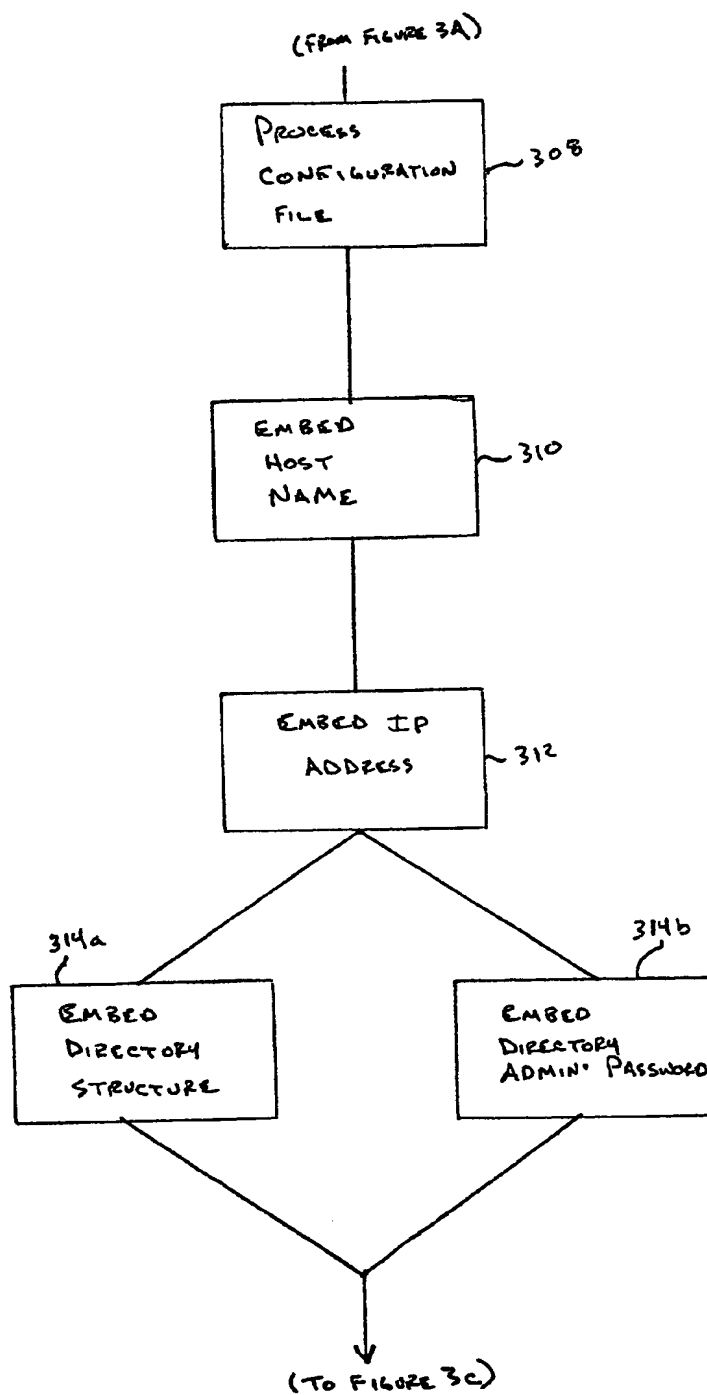 (FROM FIGURE 3A)
PROCESS
CONFIGURATION
FILE
308
EMBED
HOST
NAME
310
EMBED IP
ADDRESS
312
314a
EMBED
DIRECTORY
STRUCTURE
314b
EMBED
DIRECTORY
ADMIN. PASSWORD
(TO FIGURE 3C)